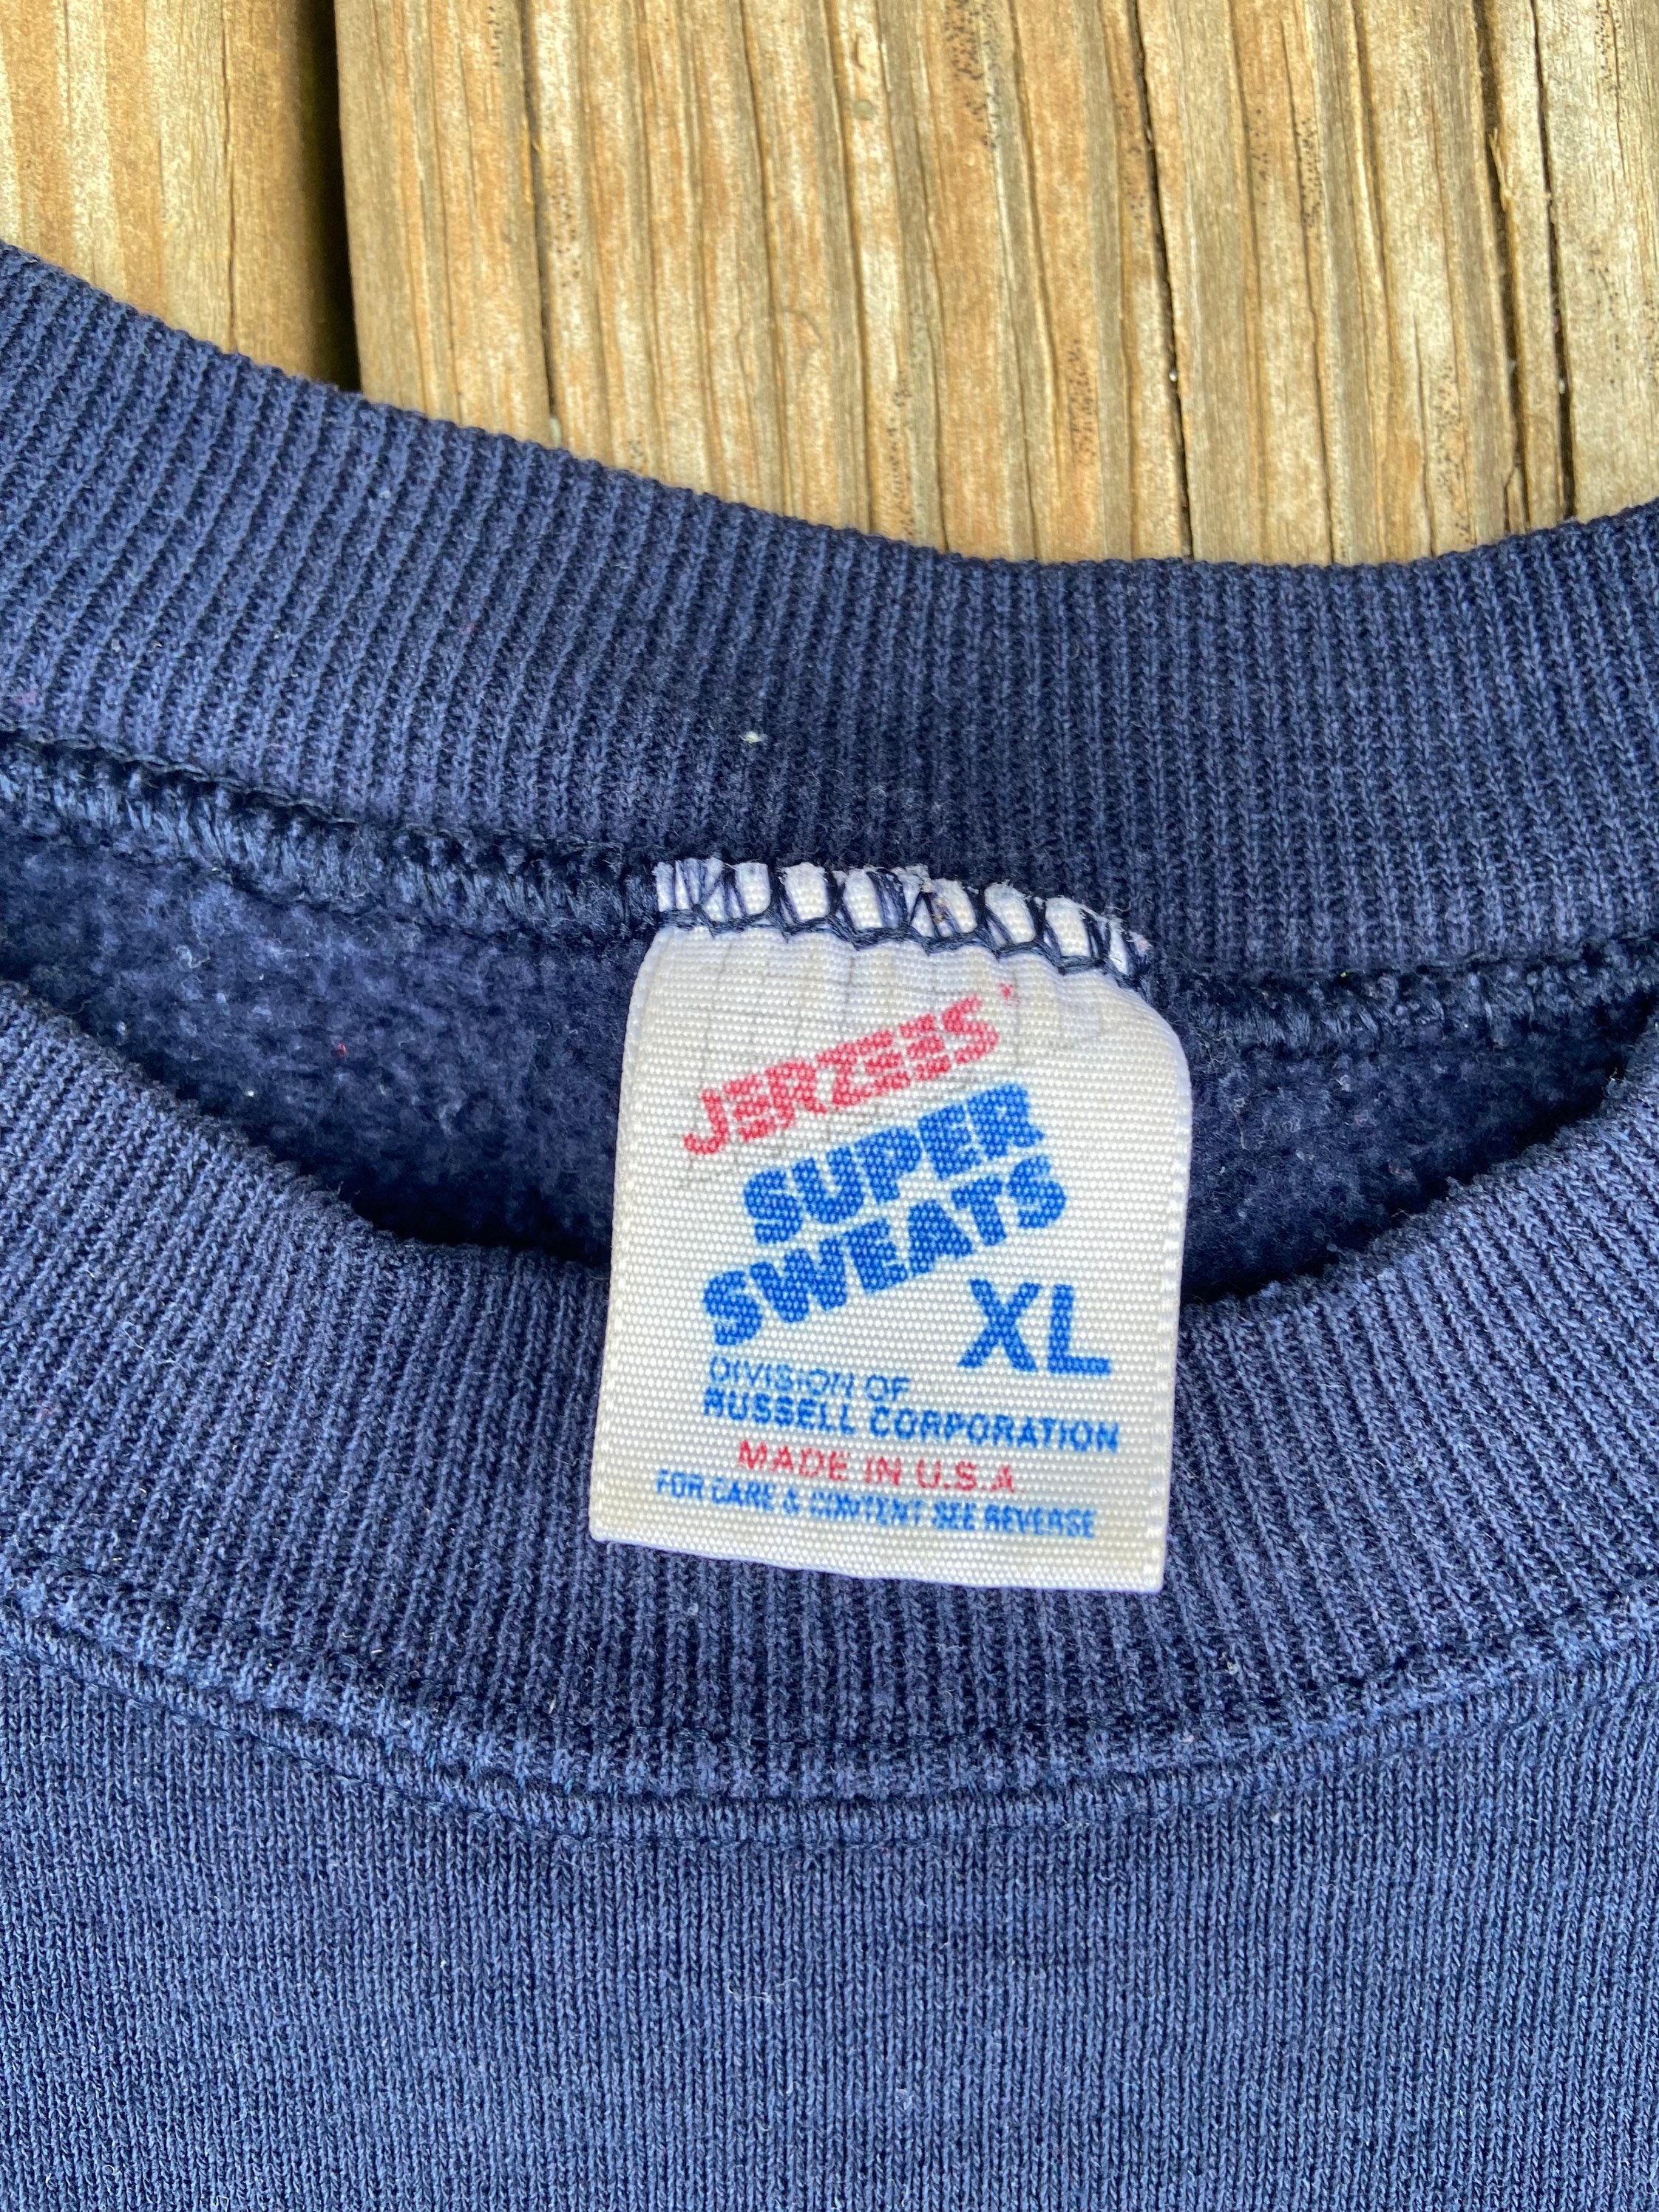 JERZEES
SUPER
SWEATS
XL
DIVISION OF
RUSSELL CORPORATION
MADE IN U.S.A
FOR CARE & CONTENT SEE REVERSE